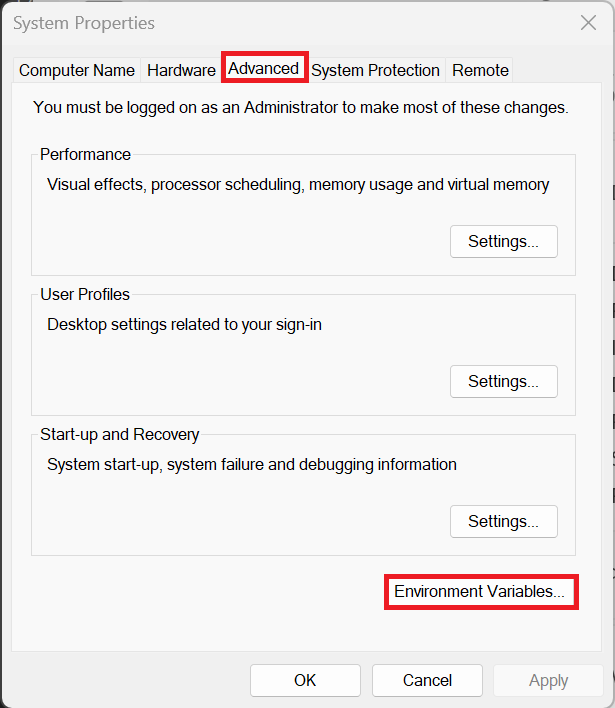 System Properties
Computer Name Hardware Advanced System Protection Remote
You must be logged on as an Administrator to make most of these changes.
Performance
Visual effects, processor scheduling, memory usage and virtual memory
Settings...
User Profiles
Desktop settings related to your sign-in
Settings...
Start-up and Recovery
System start-up, system failure and debugging information
Settings...
Environment Variables...
OK Cancel Apply